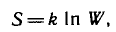 S = k ln W,